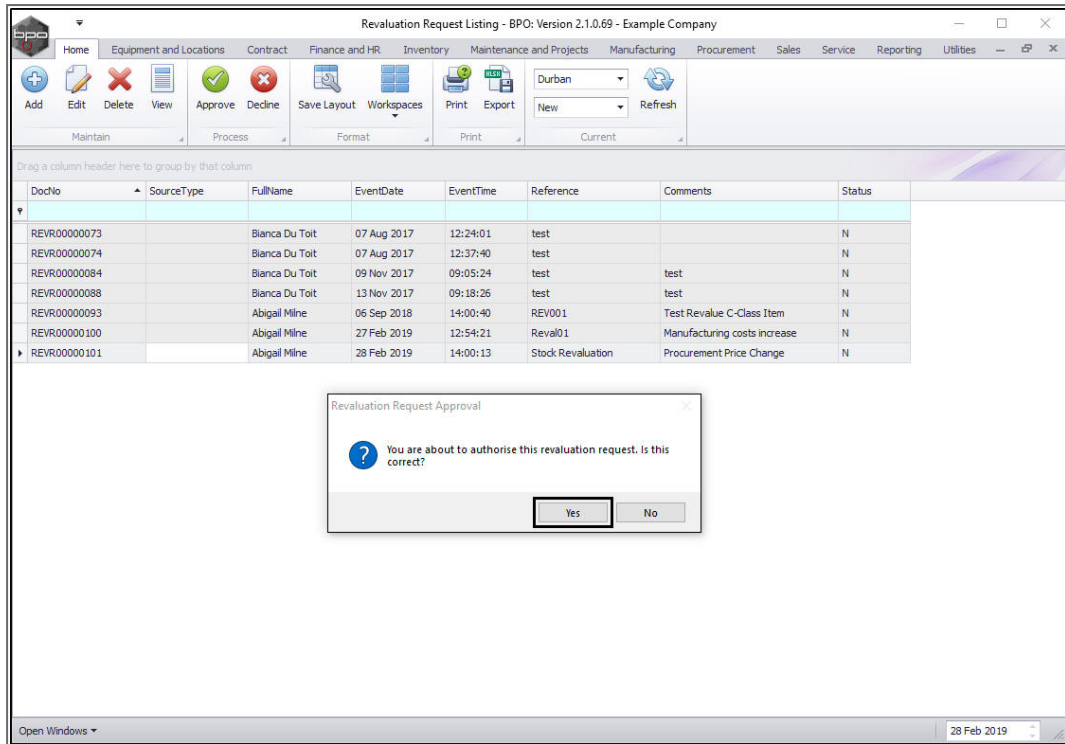 bpo
Revaluation Request Listing - BPO: Version 2.1.0.69 - Example Company
Home Equipment and Locations Contract Finance and HR Inventory Maintenance and Projects Manufacturing Procurement Sales Service Reporting Utilities
Add Edit Delete View Approve Decline Save Layout Workspaces Print XLSX Export Durban New Refresh
Maintain Process Format Print Current
Drag a column header here to group by that column
DocNo SourceType FullName EventDate EventTime Reference Comments Status
REVR00000073 Bianca Du Toit 07 Aug 2017 12:24:01 test N
REVR00000074 Bianca Du Toit 07 Aug 2017 12:37:40 test N
REVR00000084 Bianca Du Toit 09 Nov 2017 09:05:24 test test N
REVR00000088 Bianca Du Toit 13 Nov 2017 09:18:26 test test N
REVR00000093 Abigail Milne 06 Sep 2018 14:00:40 REV001 Test Revalue C-Class Item N
REVR00000100 Abigail Milne 27 Feb 2019 12:54:21 Reval01 Manufacturing costs increase N
REVR00000101 Abigail Milne 28 Feb 2019 14:00:13 Stock Revaluation Procurement Price Change N
Revaluation Request Approval
You are about to authorise this revaluation request. Is this
correct?
Yes No
Open Windows 28 Feb 2019